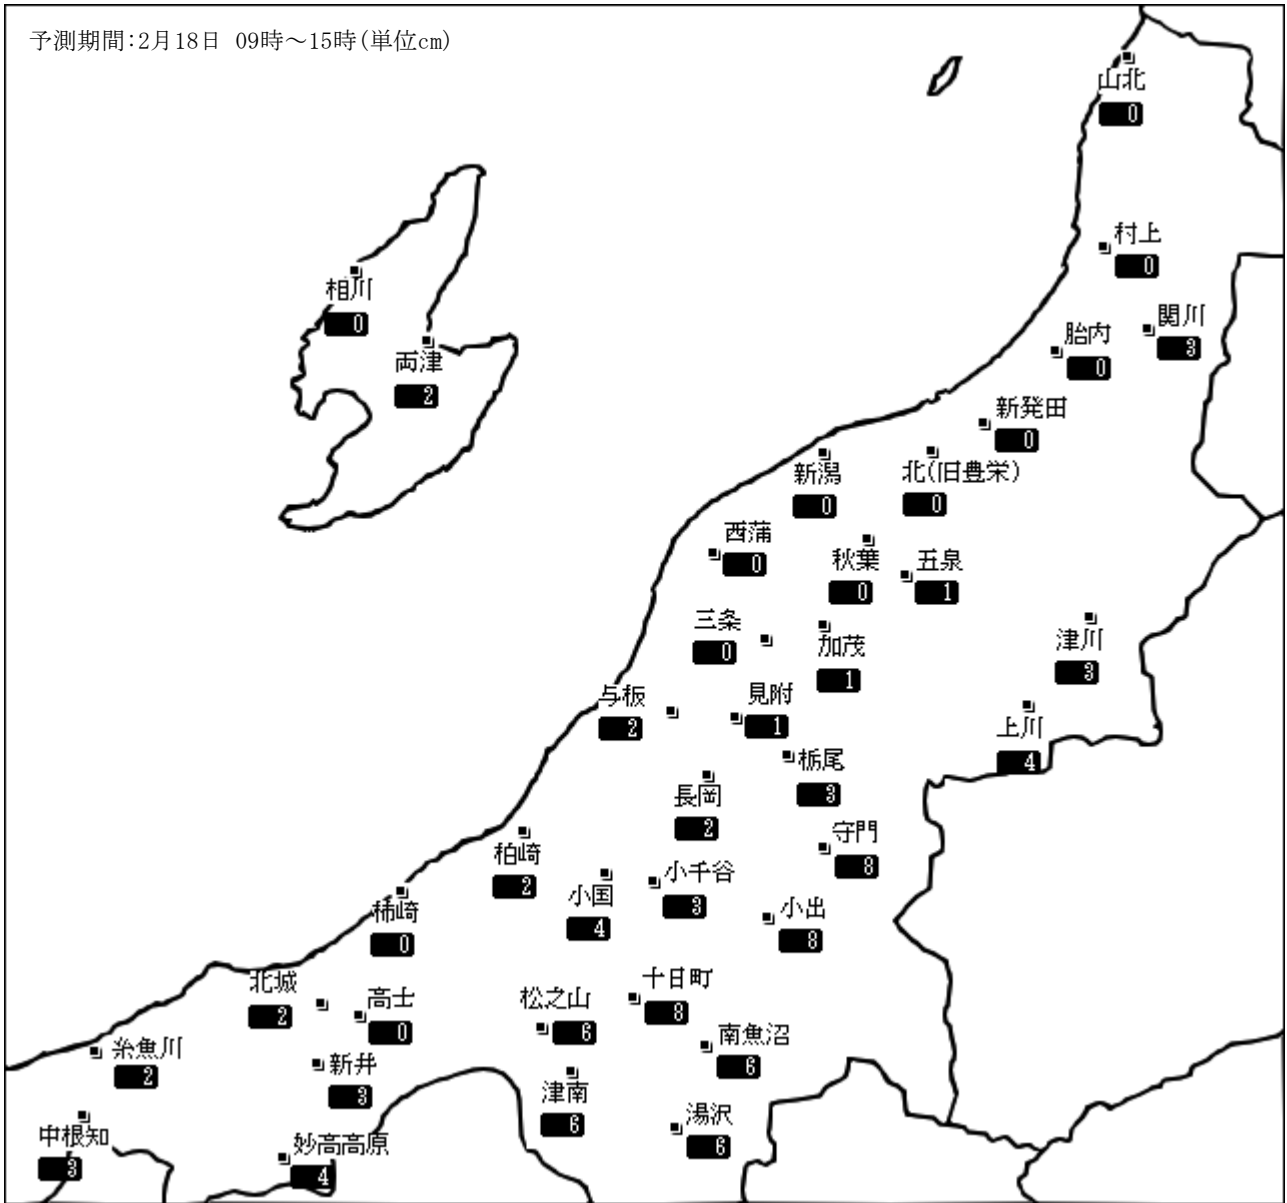 予測期間:2月18日 09時～15時(単位cm)
山北
0
村上
0
関川
3
胎内
0
新発田
0
相川
0
両津
2
新潟
0
北(旧豊栄)
0
西蒲
0
秋葉
0
五泉
1
三条
0
加茂
1
津川
3
与板
2
見附
1
上川
4
栃尾
3
長岡
2
守門
8
柏崎
2
小国
4
小千谷
3
小出
8
柿崎
0
北城
2
高士
0
松之山
6
十日町
8
南魚沼
6
糸魚川
2
新井
3
津南
6
湯沢
6
中根知
3
妙高高原
4